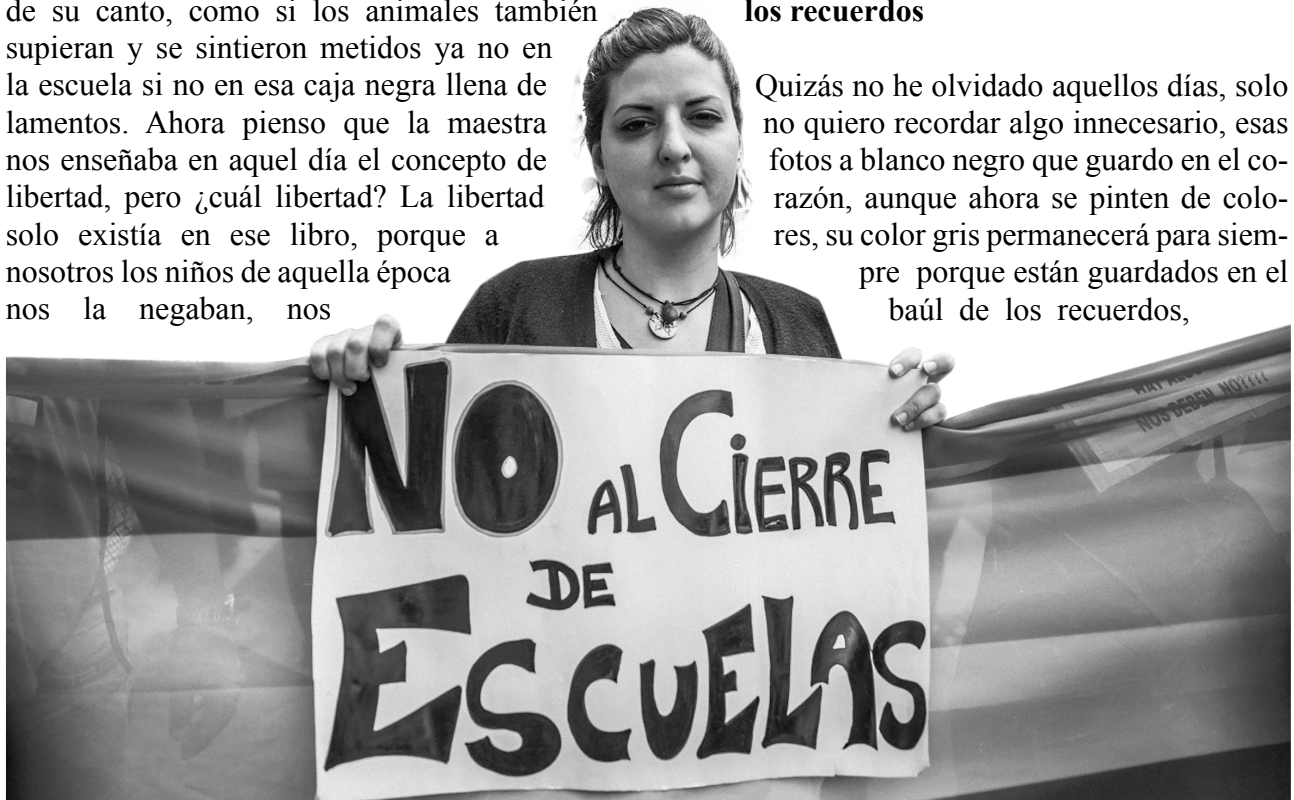 de su canto, como si los animales también
supieran y se sintieron metidos ya no en
la escuela si no en esa caja negra llena de
lamentos. Ahora pienso que la maestra
nos enseñaba en aquel día el concepto de
libertad, pero ¿cuál libertad? La libertad
solo existía en ese libro, porque a
nosotros los niños de aquella época
nos la negaban, nos
los recuerdos
Quizás no he olvidado aquellos días, solo
no quiero recordar algo innecesario, esas
fotos a blanco negro que guardo en el co-
razón, aunque ahora se pinten de colo-
res, su color gris permanecerá para siem-
pre porque están guardados en el
baúl de los recuerdos,
NO AL CIERRE
DE
ESCUELAS
NOS DEBEN NO????